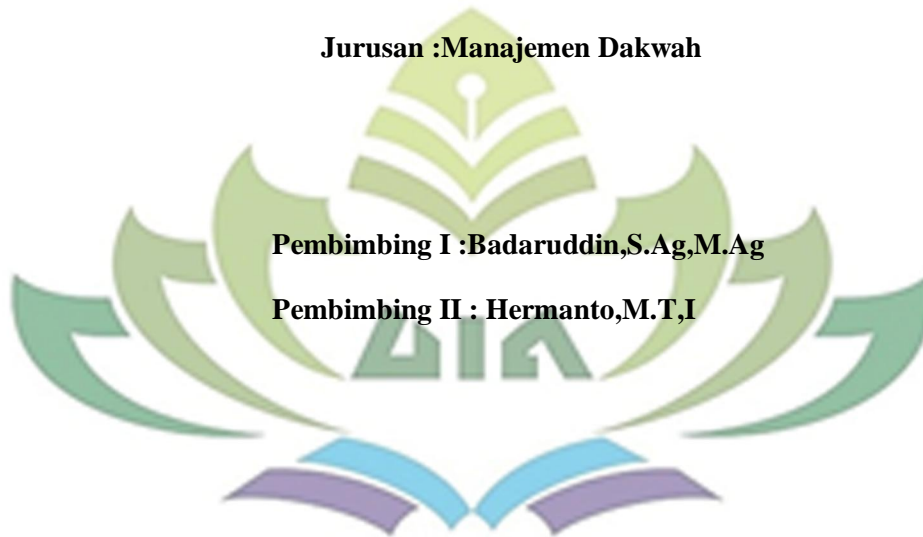 Jurusan :Manajemen Dakwah
Pembimbing I :Badaruddin,S.Ag,M.Ag
Pembimbing II : Hermanto,M.T,I